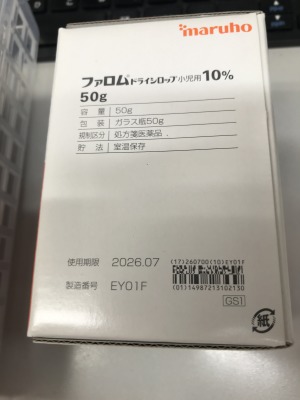 maruho
ファロム ドライシロップ小児用 10%
50g
容 量 50g
包 装 ガラス瓶50g
規制区分 処方箋医薬品
貯 法 室温保存
使用期限 2026.07
製造番号 EY01F
(17)260700(10)EY01F
(01)14987213102130
GS1
紙